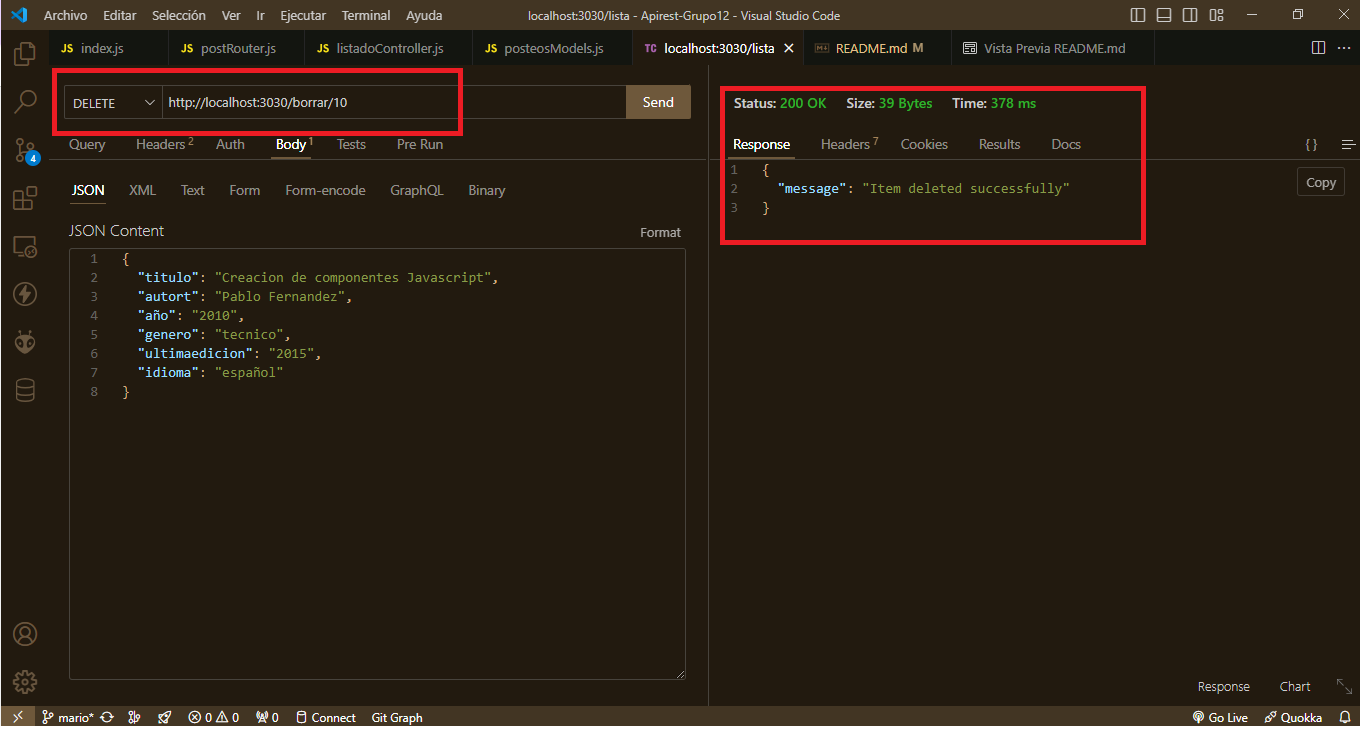 Archivo Editar Selección Ver Ir Ejecutar Terminal Ayuda localhost:3030/lista - Apirest-Grupo12 - Visual Studio Code
JS index.js JS postRouter.js JS listadoController.js JS posteosModels.js TC localhost:3030/lista README.md M Vista Previa README.md
DELETE http://localhost:3030/borrar/10 Send
Query Headers 2 Auth Body 1 Tests Pre Run
JSON XML Text Form Form-encode GraphQL Binary
JSON Content Format
1 {
2 "titulo": "Creacion de componentes Javascript",
3 "autort": "Pablo Fernandez",
4 "año": "2010",
5 "genero": "tecnico",
6 "ultimaedicion": "2015",
7 "idioma": "español"
8 }
Status: 200 OK Size: 39 Bytes Time: 378 ms
Response Headers 7 Cookies Results Docs { }
1 {
2 "message": "Item deleted successfully"
3 }
Copy
Response Chart
4
mario* 0 0 0 Connect Git Graph Go Live Quokka